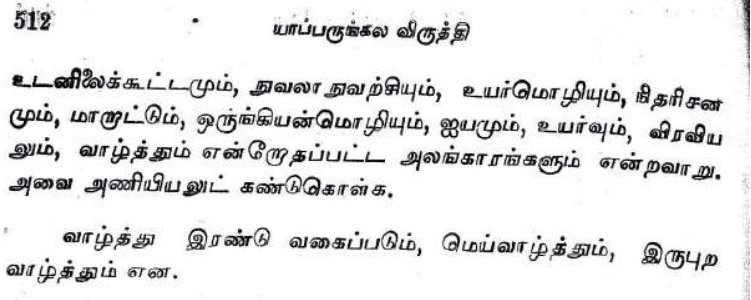 512
யாப்பருங்கல விருத்தி
உடனிலைக்கூட்டமும், நுவலாநுவற்சியும், உயர்மொழியும், நிதரிசன
மும், மாறாட்டும், ஒருங்கியன்மொழியும், ஐயமும், உயர்வும், விரவிய
லும், வாழ்த்தும் என்றோதப்பட்ட அலங்காரங்களும் என்றவாறு.
அவை அணியியலுட் கண்டுகொள்க.
வாழ்த்து இரண்டு வகைப்படும், மெய்வாழ்த்தும், இருபுற
வாழ்த்தும் என.